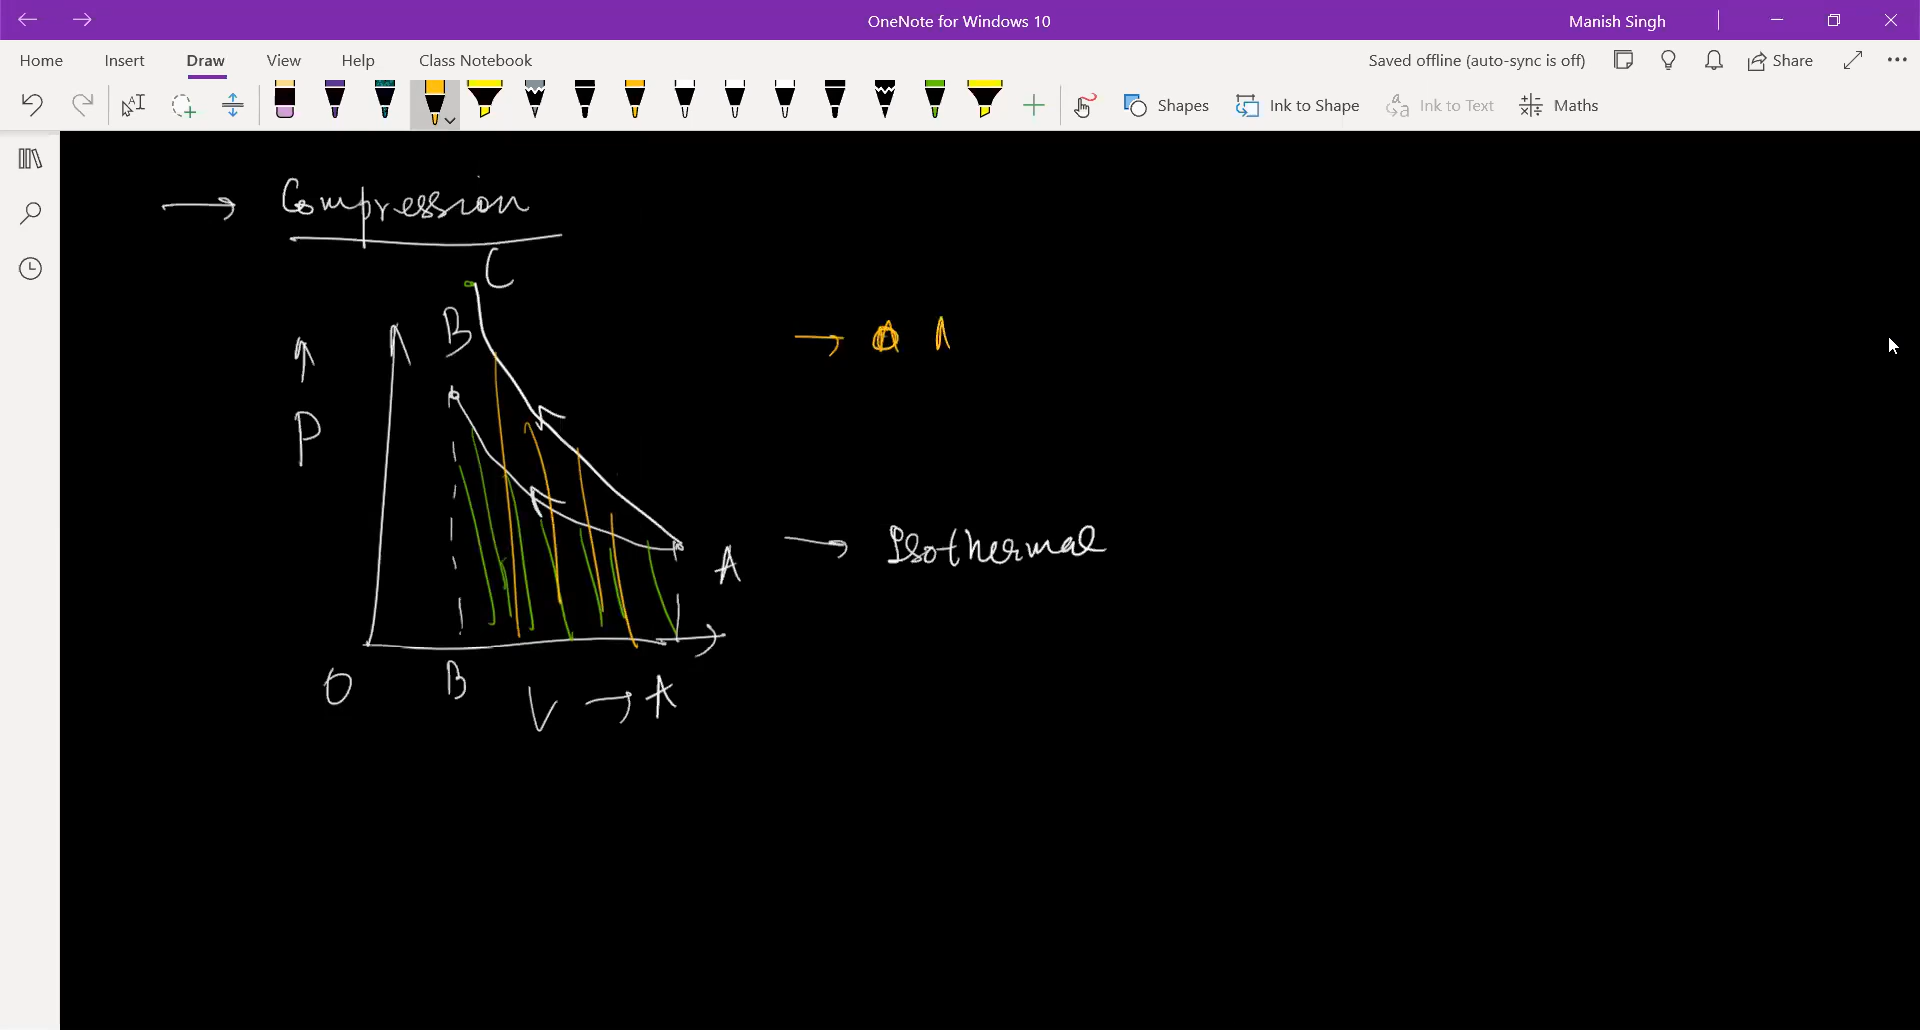 OneNote for Windows 10
Manish Singh
Home Insert Draw View Help Class Notebook
Saved offline (auto-sync is off) Share
Shapes Ink to Shape Ink to Text Maths
→ Compression
C
B
P
A → Isothermal
O B V → A